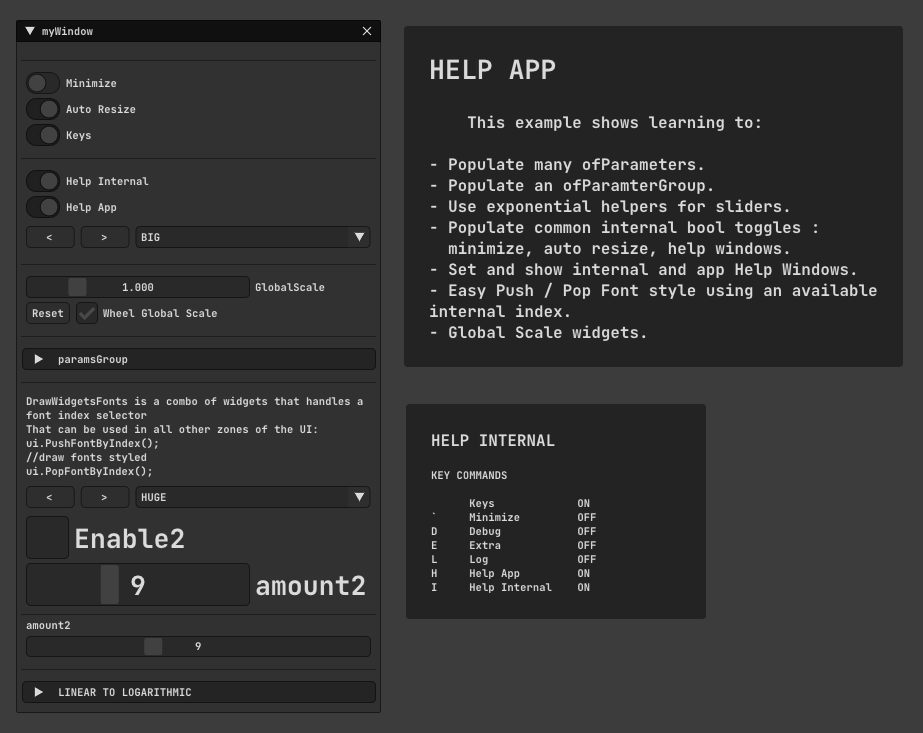 myWindow
Minimize
Auto Resize
Keys
Help Internal
Help App
< > BIG
1.000 GlobalScale
Reset Wheel Global Scale
paramsGroup
DrawWidgetsFonts is a combo of widgets that handles a
font index selector
That can be used in all other zones of the UI:
ui.PushFontByIndex();
//draw fonts styled
ui.PopFontByIndex();
< > HUGE
Enable2
9 amount2
amount2
9
LINEAR TO LOGARITHMIC
HELP APP
This example shows learning to:
- Populate many ofParameters.
- Populate an ofParamterGroup.
- Use exponential helpers for sliders.
- Populate common internal bool toggles :
minimize, auto resize, help windows.
- Set and show internal and app Help Windows.
- Easy Push / Pop Font style using an available
internal index.
- Global Scale widgets.
HELP INTERNAL
KEY COMMANDS
Keys ON
` Minimize OFF
D Debug OFF
E Extra OFF
L Log OFF
H Help App ON
I Help Internal ON